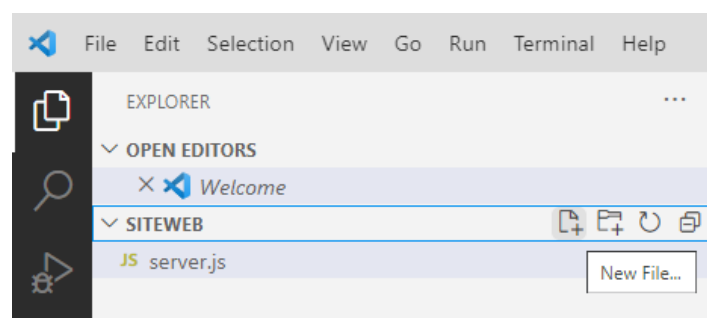 File Edit Selection View Go Run Terminal Help
EXPLORER
OPEN EDITORS
Welcome
SITEWEB
JS server.js
New File...